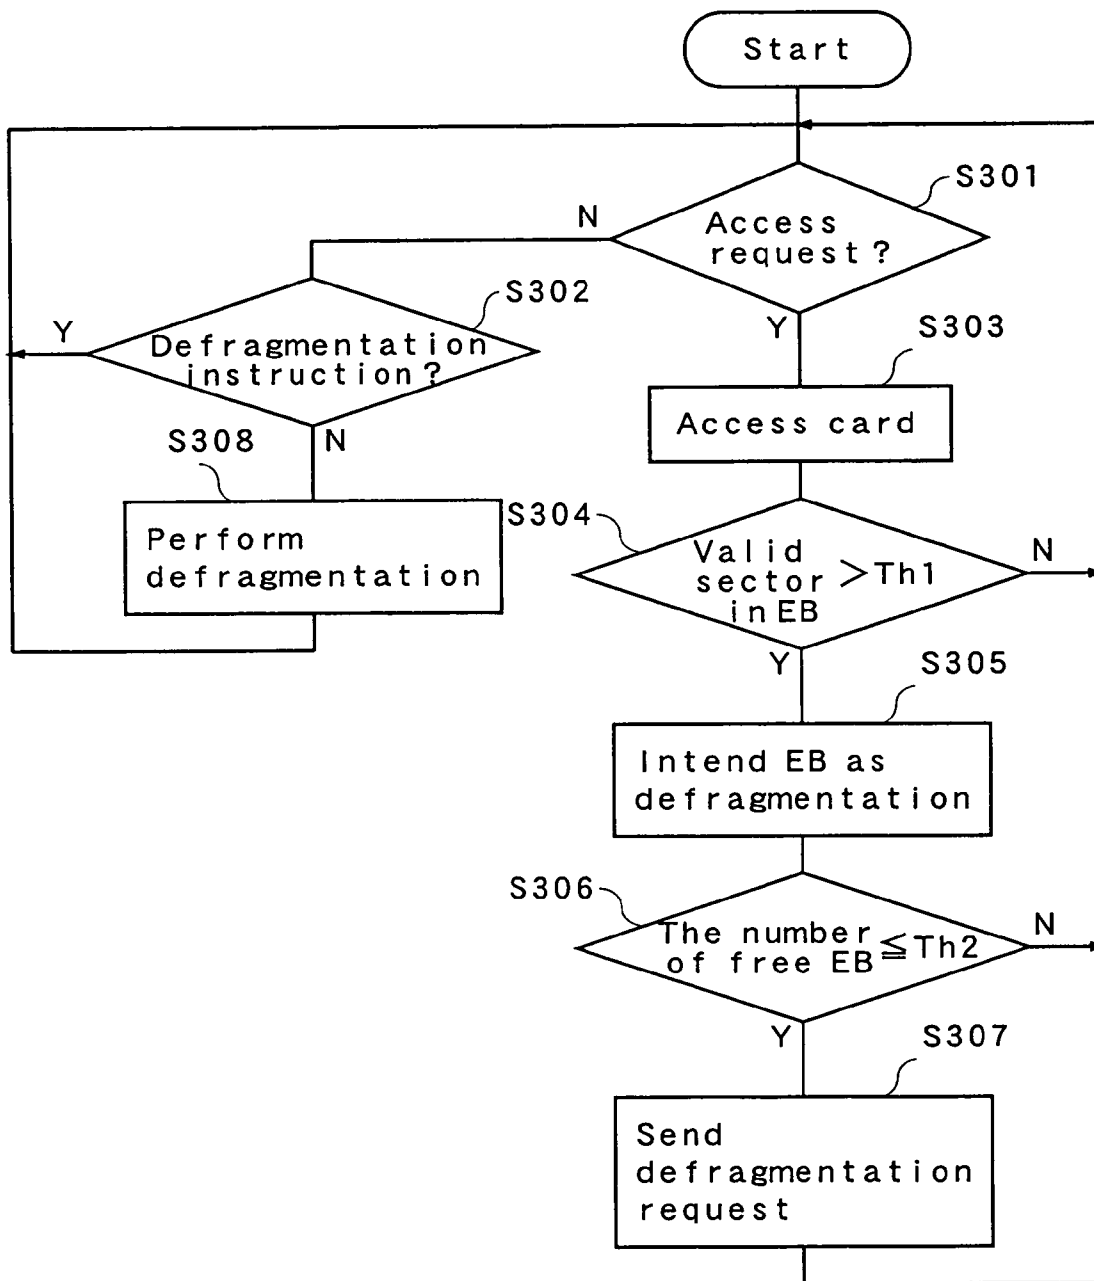 Start
S301
N
Access
request?
S302
Y
S303
Y
Defragmentation
instruction?
Access card
S308
N
S304
N
Perform
defragmentation
Valid
sector >Th1
in EB
Y
S305
Intend EB as
defragmentation
S306
N
The number
of free EB ≦Th2
Y
S307
Send
defragmentation
request